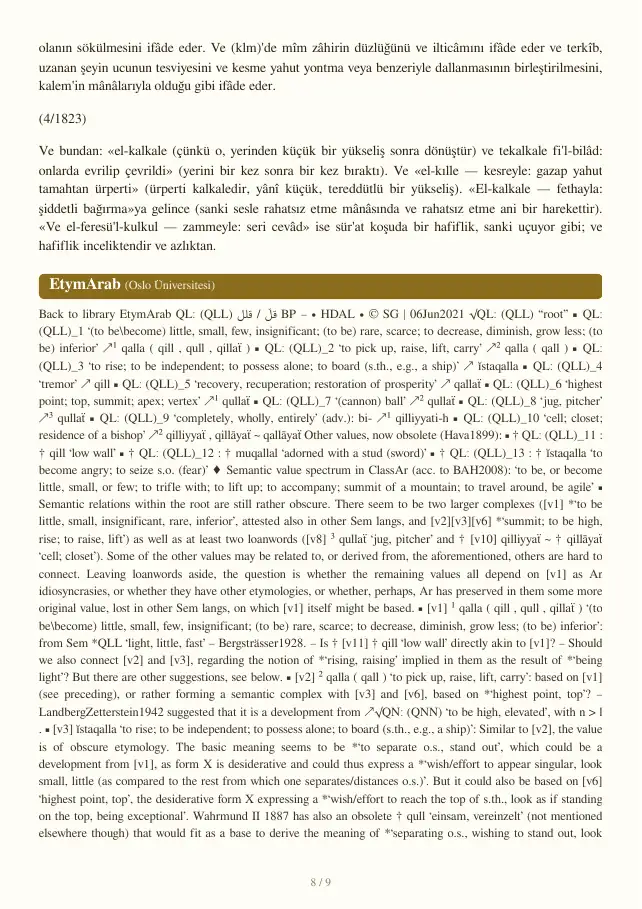 olanın sökülmesini ifâde eder. Ve (klm)'de mîm zâhirin düzlüğünü ve ilticâmını ifâde eder ve terkîb,
uzanan şeyin ucunun tesviyesini ve kesme yahut yontma veya benzeriyle dallanmasının birleştirilmesini,
kalem'in mânâlarıyla olduğu gibi ifâde eder.
(4/1823)
Ve bundan: «el-kalkale (çünkü o, yerinden küçük bir yükseliş sonra dönüştür) ve tekalkale fi'l-bilâd:
onlarda evrilip çevrildi» (yerini bir kez sonra bir kez bıraktı). Ve «el-kılle — kesreyle: gazap yahut
tamahtan ürperti» (ürperti kalkaledir, yânî küçük, tereddütlü bir yükseliş). «El-kalkale — fethayla:
şiddetli bağırma»ya gelince (sanki sesle rahatsız etme mânâsında ve rahatsız etme ani bir harekettir).
«Ve el-feresü'l-kulkul — zammeyle: seri cevâd» ise sür'at koşuda bir hafiflik, sanki uçuyor gibi; ve
hafiflik inceliktendir ve azlıktan.
EtymArab (Oslo Üniversitesi)
Back to library EtymArab QL: (QLL) قلّ / قلل BP – • HDAL • © SG | 06Jun2021 √QL: (QLL) “root” ▪ QL:
(QLL)_1 ‘(to be\become) little, small, few, insignificant; (to be) rare, scarce; to decrease, diminish, grow less; (to
be) inferior’ ↗¹ qalla ( qill , qull , qillaẗ ) ▪ QL: (QLL)_2 ‘to pick up, raise, lift, carry’ ↗² qalla ( qall ) ▪ QL:
(QLL)_3 ‘to rise; to be independent; to possess alone; to board (s.th., e.g., a ship)’ ↗ ĭstaqalla ▪ QL: (QLL)_4
‘tremor’ ↗ qill ▪ QL: (QLL)_5 ‘recovery, recuperation; restoration of prosperity’ ↗ qallaẗ ▪ QL: (QLL)_6 ‘highest
point; top, summit; apex; vertex’ ↗¹ qullaẗ ▪ QL: (QLL)_7 ‘(cannon) ball’ ↗² qullaẗ ▪ QL: (QLL)_8 ‘jug, pitcher’
↗³ qullaẗ ▪ QL: (QLL)_9 ‘completely, wholly, entirely’ (adv.): bi- ↗¹ qilliyyati-h ▪ QL: (QLL)_10 ‘cell; closet;
residence of a bishop’ ↗² qilliyyaẗ , qillāyaẗ ~ qallāyaẗ Other values, now obsolete (Hava1899): ▪ † QL: (QLL)_11 :
† qill ‘low wall’ ▪ † QL: (QLL)_12 : † muqallal ‘adorned with a stud (sword)’ ▪ † QL: (QLL)_13 : † ĭstaqalla ‘to
become angry; to seize s.o. (fear)’ ♦ Semantic value spectrum in ClassAr (acc. to BAH2008): ‘to be, or become
little, small, or few; to trifle with; to lift up; to accompany; summit of a mountain; to travel around, be agile’ ▪
Semantic relations within the root are still rather obscure. There seem to be two larger complexes ([v1] *‘to be
little, small, insignificant, rare, inferior’, attested also in other Sem langs, and [v2][v3][v6] *‘summit; to be high,
rise; to raise, lift’) as well as at least two loanwords ([v8] ³ qullaẗ ‘jug, pitcher’ and † [v10] qilliyyaẗ ~ † qillāyaẗ
‘cell; closet’). Some of the other values may be related to, or derived from, the aforementioned, others are hard to
connect. Leaving loanwords aside, the question is whether the remaining values all depend on [v1] as Ar
idiosyncrasies, or whether they have other etymologies, or whether, perhaps, Ar has preserved in them some more
original value, lost in other Sem langs, on which [v1] itself might be based. ▪ [v1] ¹ qalla ( qill , qull , qillaẗ ) ‘(to
be\become) little, small, few, insignificant; (to be) rare, scarce; to decrease, diminish, grow less; (to be) inferior’:
from Sem *QLL ‘light, little, fast’ – Bergsträsser1928. – Is † [v11] † qill ‘low wall’ directly akin to [v1]? – Should
we also connect [v2] and [v3], regarding the notion of *‘rising, raising’ implied in them as the result of *‘being
light’? But there are other suggestions, see below. ▪ [v2] ² qalla ( qall ) ‘to pick up, raise, lift, carry’: based on [v1]
(see preceding), or rather forming a semantic complex with [v3] and [v6], based on *‘highest point, top’? –
LandbergZetterstein1942 suggested that it is a development from ↗√QN: (QNN) ‘to be high, elevated’, with n > l
. ▪ [v3] ĭstaqalla ‘to rise; to be independent; to possess alone; to board (s.th., e.g., a ship)’: Similar to [v2], the value
is of obscure etymology. The basic meaning seems to be *‘to separate o.s., stand out’, which could be a
development from [v1], as form X is desiderative and could thus express a *‘wish/effort to appear singular, look
small, little (as compared to the rest from which one separates/distances o.s.)’. But it could also be based on [v6]
‘highest point, top’, the desiderative form X expressing a *‘wish/effort to reach the top of s.th., look as if standing
on the top, being exceptional’. Wahrmund II 1887 has also an obsolete † qull ‘einsam, vereinzelt’ (not mentioned
elsewhere though) that would fit as a base to derive the meaning of *‘separating o.s., wishing to stand out, look
8 / 9